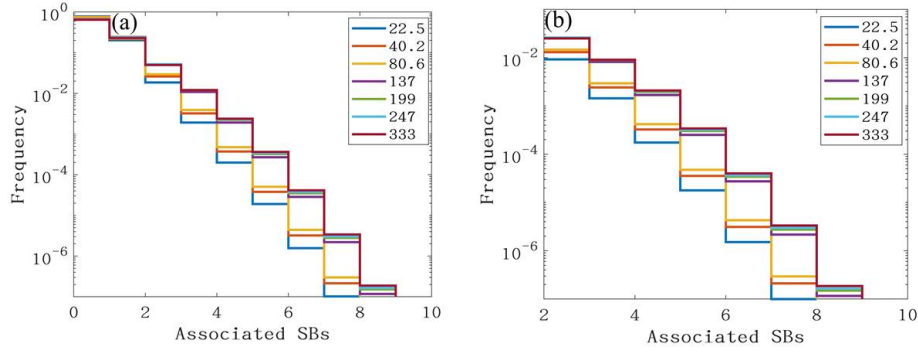 (a)
Frequency
10^0
10^-2
10^-4
10^-6
0 2 4 6 8 10
Associated SBs
22.5
40.2
80.6
137
199
247
333
(b)
Frequency
10^-2
10^-4
10^-6
2 4 6 8 10
Associated SBs
22.5
40.2
80.6
137
199
247
333